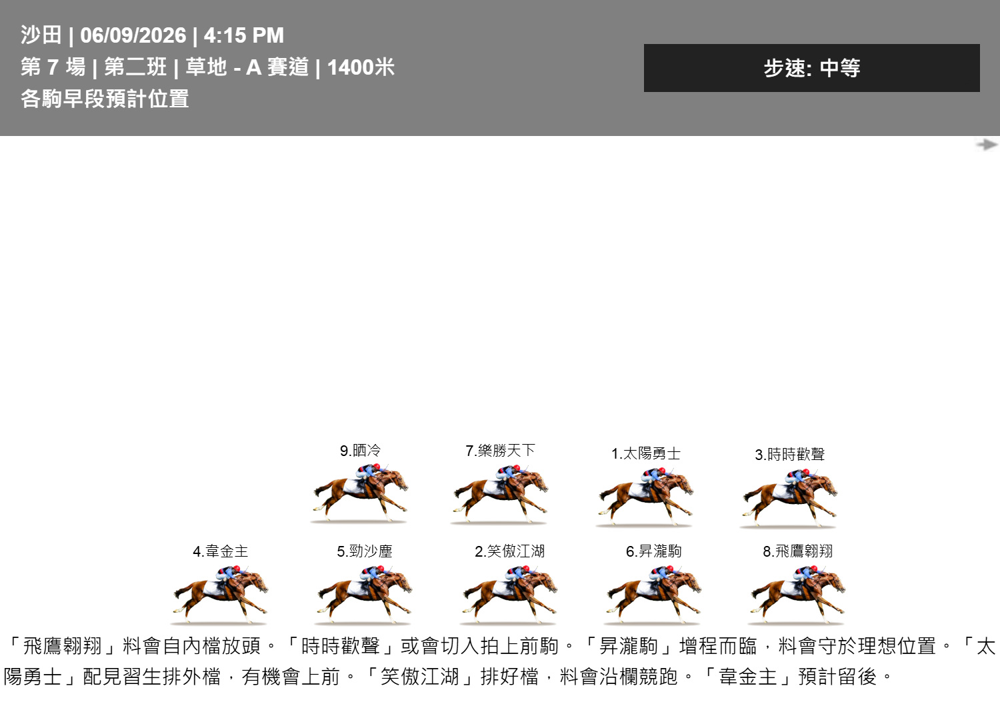 沙田 | 06/09/2026 | 4:15 PM
第 7 場 | 第二班 | 草地 - A 賽道 | 1400米
各駒早段預計位置
步速: 中等
9.晒冷
7.樂勝天下
1.太陽勇士
3.時時歡聲
4.韋金主
5.勁沙塵
2.笑傲江湖
6.昇瀧駒
8.飛鷹翱翔
「飛鷹翱翔」料會自內檔放頭。「時時歡聲」或會切入拍上前駒。「昇瀧駒」增程而臨，料會守於理想位置。「太
陽勇士」配見習生排外檔，有機會上前。「笑傲江湖」排好檔，料會沿欄競跑。「韋金主」預計留後。